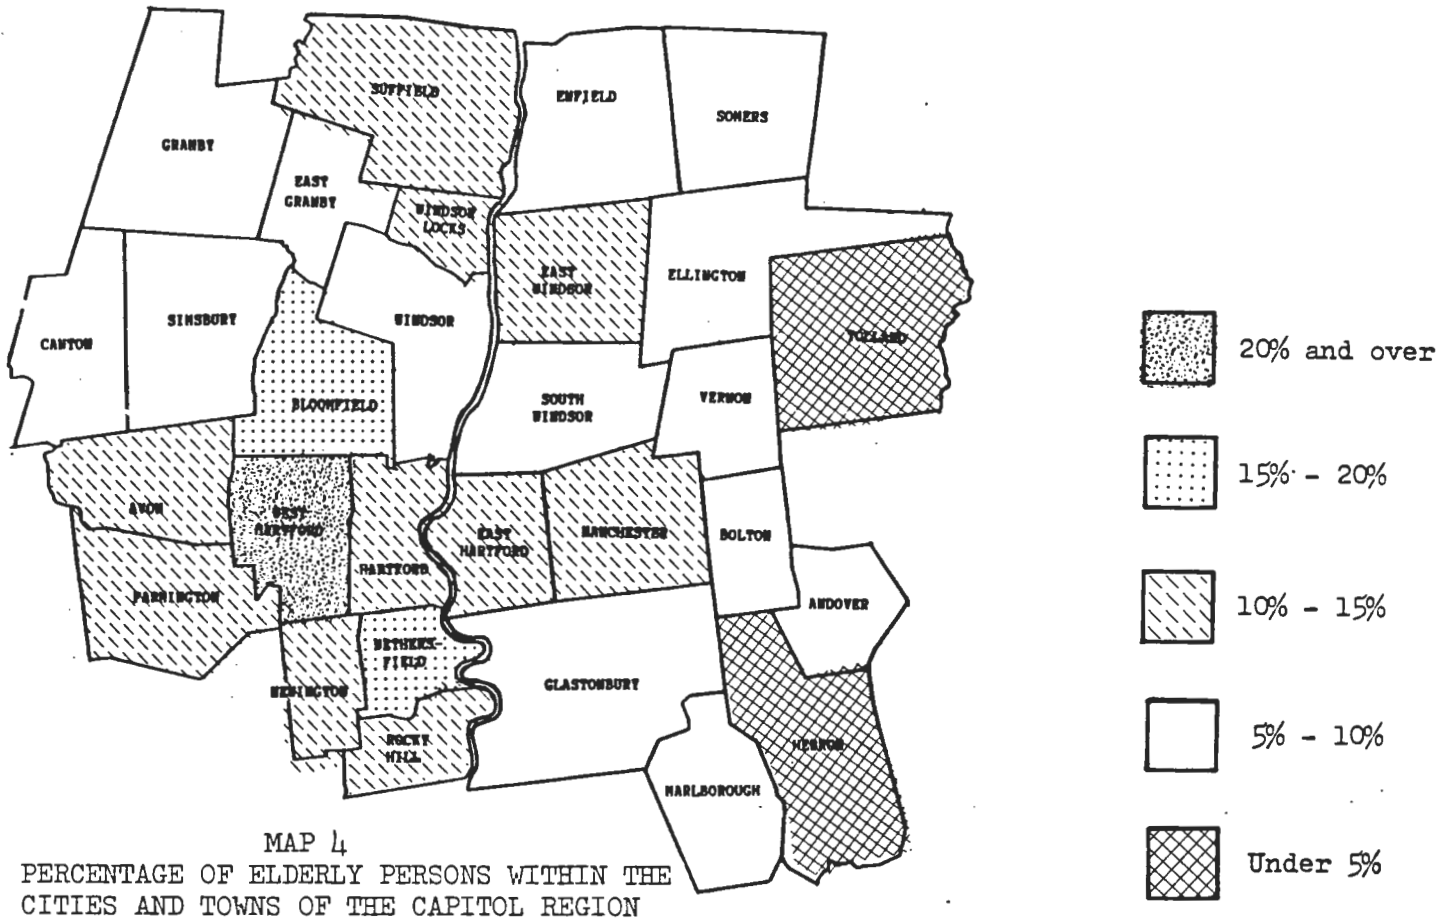 SUFFIELD
ENFIELD
SOMERS
GRANBY
EAST
GRANBY
WINDSOR
LOCKS
EAST
WINDSOR
ELLINGTON
TOLLAND
CANTON
SIMSBURY
WINDSOR
BLOOMFIELD
SOUTH
WINDSOR
VERNON
AVON
WEST
HARTFORD
HARTFORD
EAST
HARTFORD
MANCHESTER
BOLTON
FARMINGTON
ANDOVER
WETHERS-
FIELD
NEWINGTON
GLASTONBURY
ROCKY
HILL
HEBRON
MARLBOROUGH
20% and over
15% - 20%
10% - 15%
5% - 10%
Under 5%
MAP 4
PERCENTAGE OF ELDERLY PERSONS WITHIN THE
CITIES AND TOWNS OF THE CAPITOL REGION